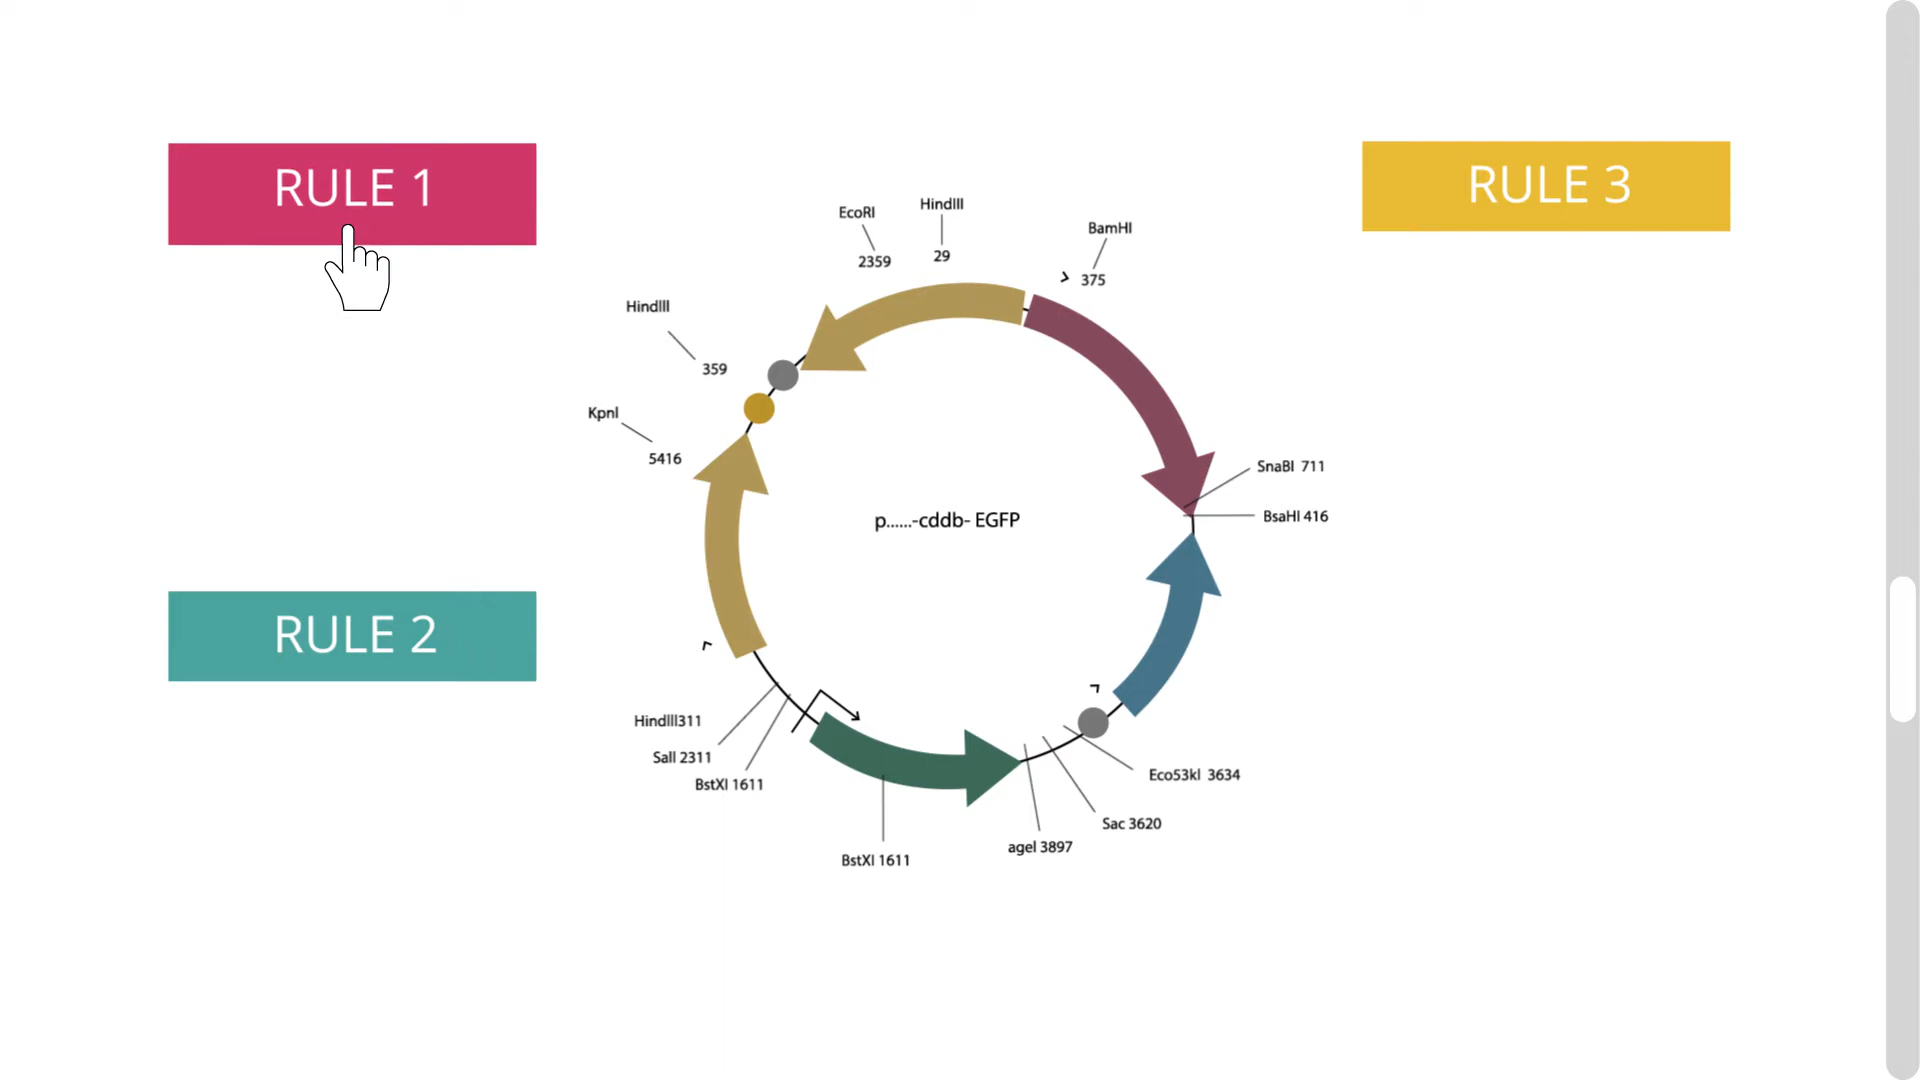 RULE 1
RULE 3
HindIII
EcoRI
BamHI
29
2359
375
HindIII
359
KpnI
5416
SnaBI 711
BsaHI 416
p......-cddb- EGFP
RULE 2
HindIII311
SalI 2311
BstXI 1611
Eco53kI 3634
Sac 3620
ageI 3897
BstXI 1611